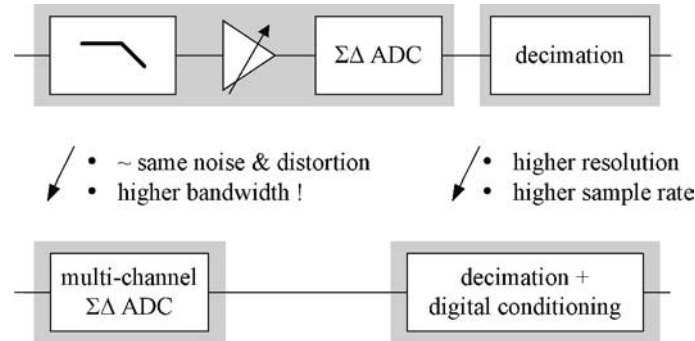 ΣΔ ADC
decimation
• ~ same noise & distortion
• higher bandwidth !
• higher resolution
• higher sample rate
multi-channel
ΣΔ ADC
decimation +
digital conditioning